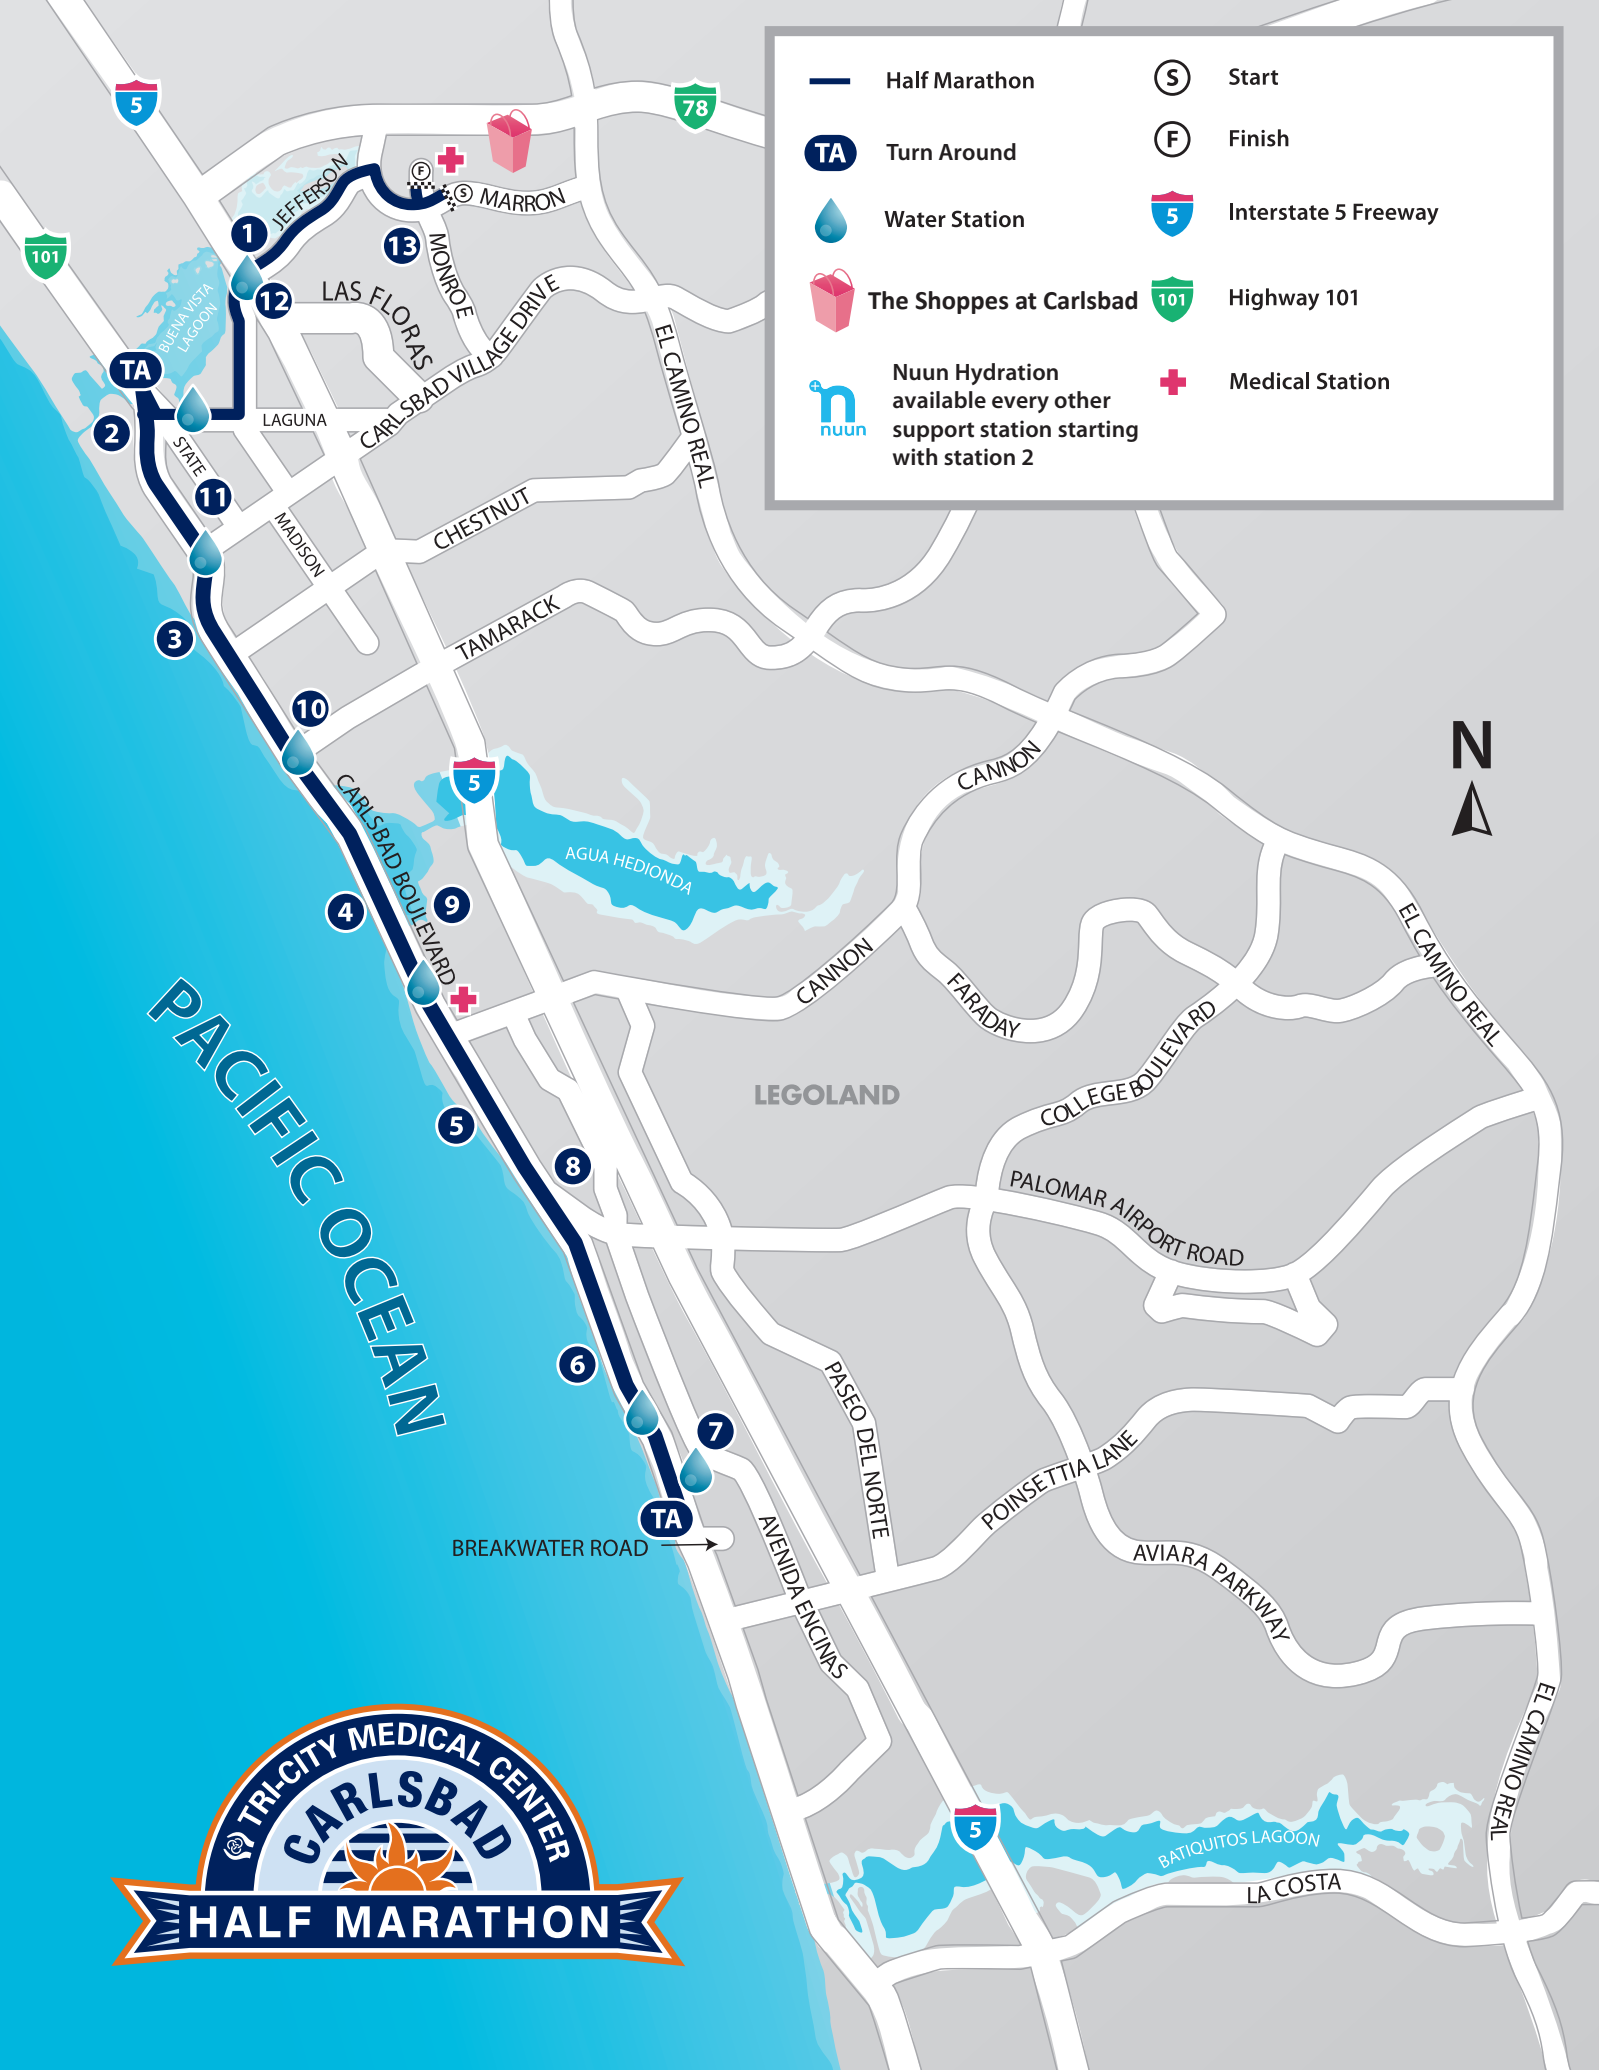 Half Marathon
TA
Turn Around
Water Station
The Shoppes at Carlsbad
nuun
Nuun Hydration
available every other
support station starting
with station 2
S
Start
F
Finish
5
Interstate 5 Freeway
101
Highway 101
Medical Station
5
78
101
JEFFERSON
F
S
MARRON
1
13
MONROE
12
LAS FLORAS
BUENA VISTA
LAGOON
TA
2
LAGUNA
CARLSBAD VILLAGE DRIVE
EL CAMINO REAL
STATE
11
MADISON
CHESTNUT
3
TAMARACK
10
N
5
CANNON
CARLSBAD BOULEVARD
AGUA HEDIONDA
4
9
EL CAMINO REAL
CANNON
FARADAY
PACIFIC OCEAN
COLLEGE BOULEVARD
LEGOLAND
5
8
PALOMAR AIRPORT ROAD
6
PASEO DEL NORTE
7
POINSETTIA LANE
TA
BREAKWATER ROAD
AVENIDA ENCINAS
AVIARA PARKWAY
EL CAMINO REAL
5
BATIQUITOS LAGOON
LA COSTA
TRI-CITY MEDICAL CENTER
CARLSBAD
HALF MARATHON